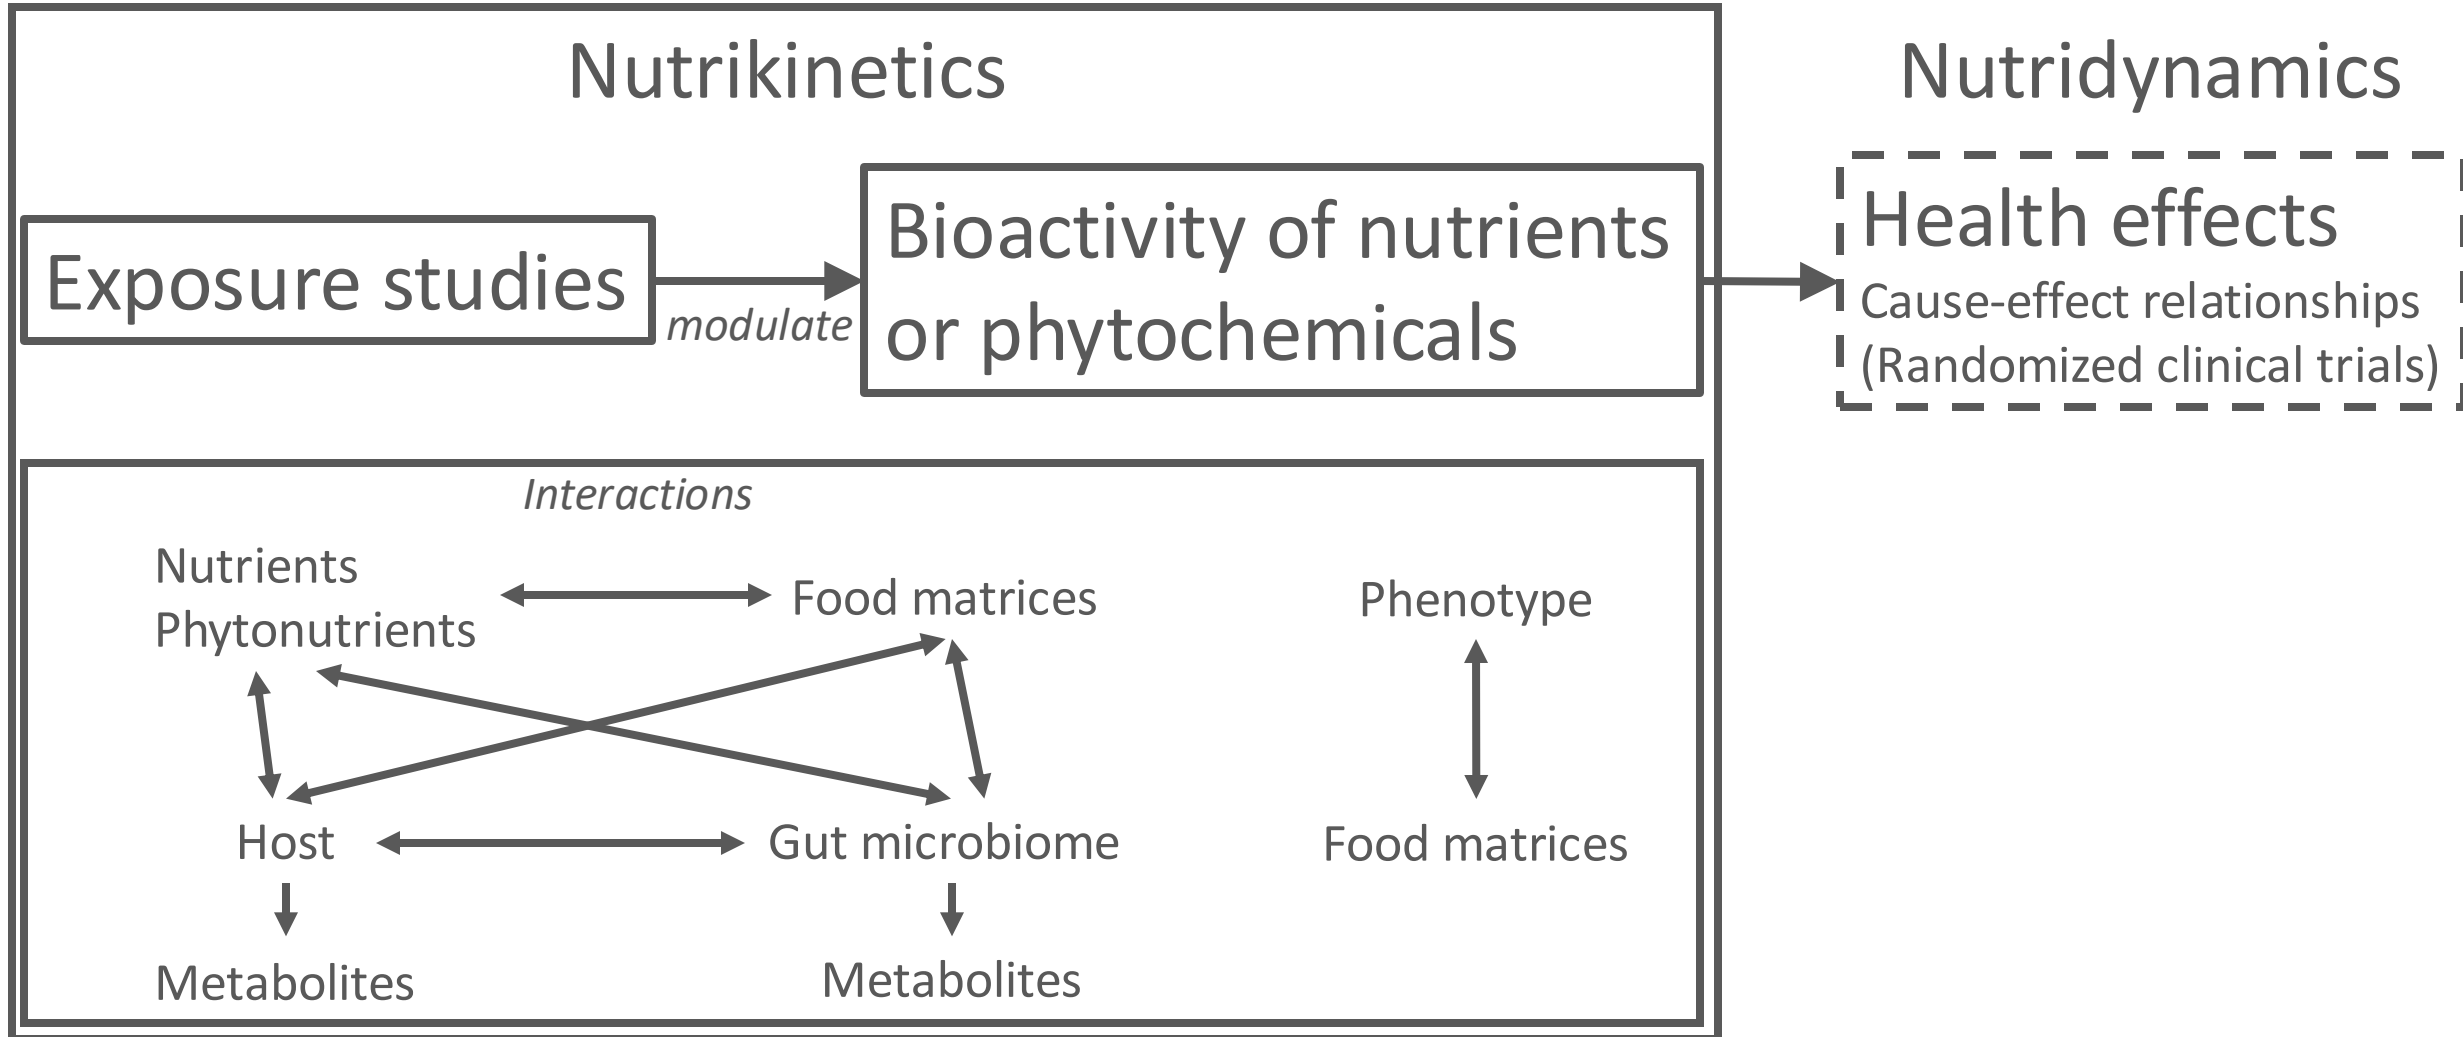 Nutrikinetics
Nutridynamics
Exposure studies
modulate
Bioactivity of nutrients
or phytochemicals
Health effects
Cause-effect relationships
(Randomized clinical trials)
Interactions
Nutrients
Phytonutrients
Food matrices
Phenotype
Host
Gut microbiome
Food matrices
Metabolites
Metabolites